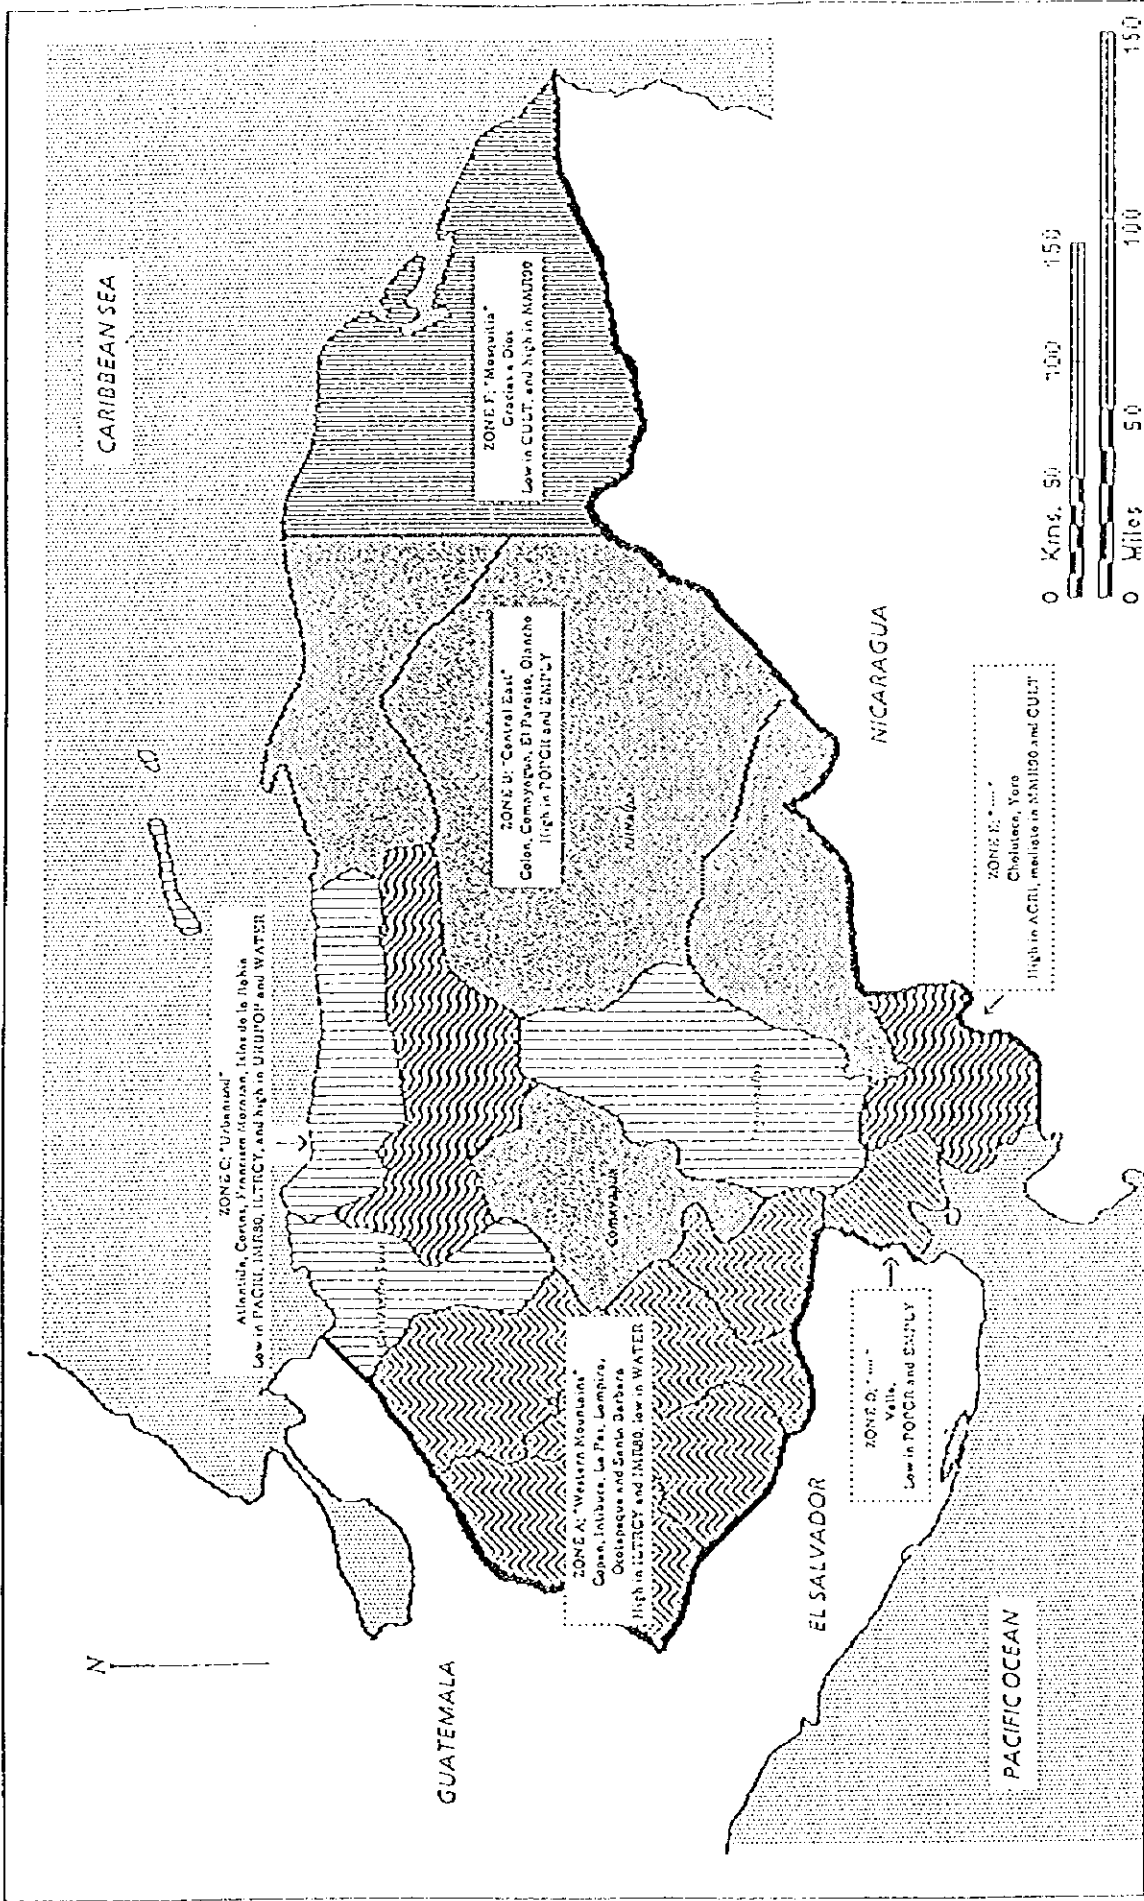 CARIBBEAN SEA
N
GUATEMALA
ZONE C: "Urbanized"
Atlantida, Cortes, Francisco Morazan, Islas de la Bahia
Low in PACHI, IMR80, ILTRCY, and high in URBPOP and WATER
ZONE F: "Mosquitia"
Gracias a Dios
Low in CULT, and high in
ZONE B: "Central East"
Colon, Comayagua, El Paraiso, Olancho
High in POPGR and EMPLY
Comayagua
ZONE A: "Western Mountains"
Copan, Intibuca, La Paz, Lempira,
Ocotepeque and Santa Barbara
High in ILTRCY and IMR80, low in WATER
NICARAGUA
EL SALVADOR
ZONE D: "----"
Valle,
Low in POPGR and EMPLY
ZONE E: "----"
Choluteca, Yoro
High in AGRI, mediate in and CULT
PACIFIC OCEAN
0 Kms. 50 100 150
0 Miles 50 100 150